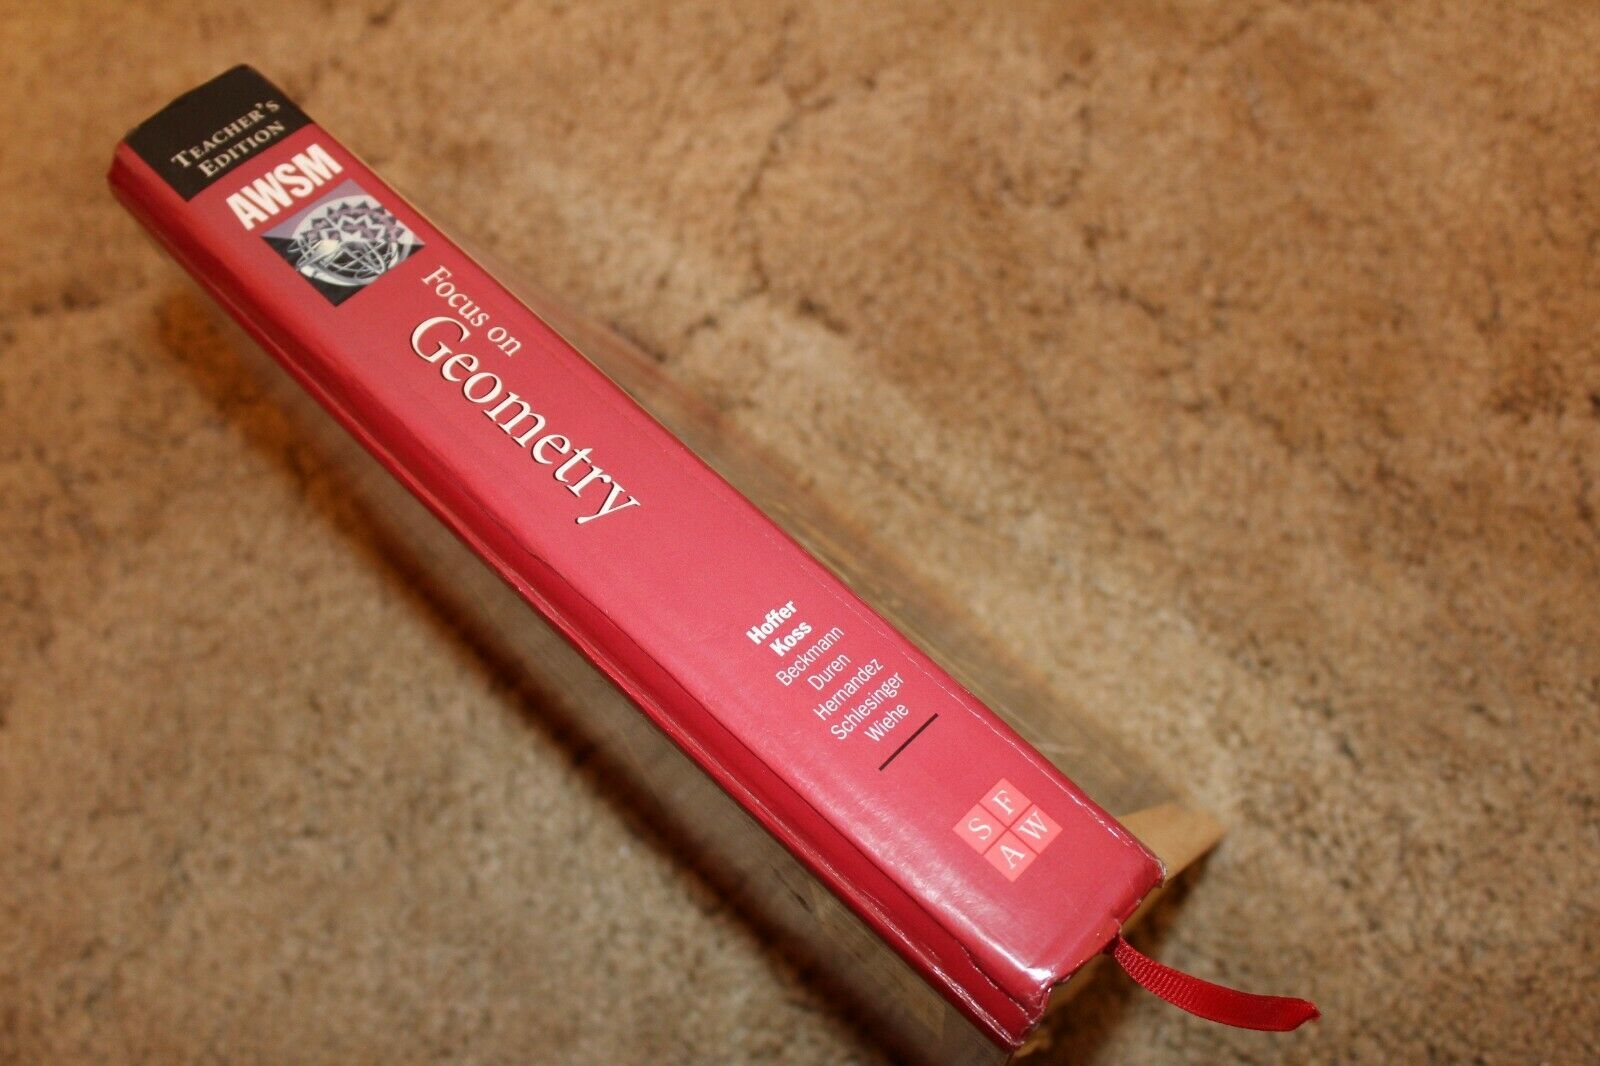 TEACHER'S
EDITION
AWSM
Focus on
Geometry
Hoffer
Koss
Beckmann
Duren
Hernandez
Schlesinger
Wiehe
S F
A W